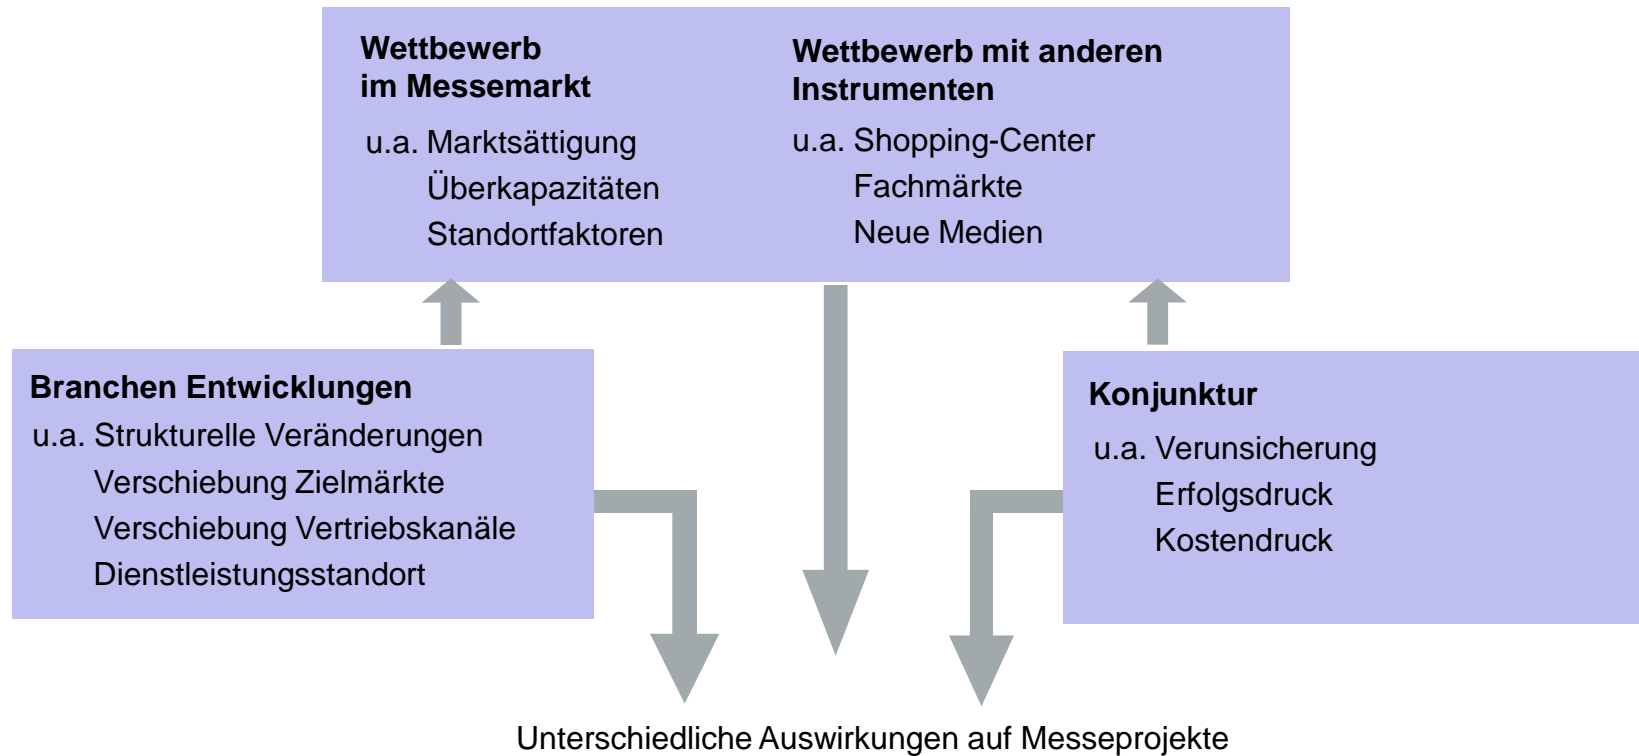 Wettbewerb
im Messemarkt
u.a. Marktsättigung
Überkapazitäten
Standortfaktoren
Wettbewerb mit anderen
Instrumenten
u.a. Shopping-Center
Fachmärkte
Neue Medien
Branchen Entwicklungen
u.a. Strukturelle Veränderungen
Verschiebung Zielmärkte
Verschiebung Vertriebskanäle
Dienstleistungsstandort
Konjunktur
u.a. Verunsicherung
Erfolgsdruck
Kostendruck
Unterschiedliche Auswirkungen auf Messeprojekte